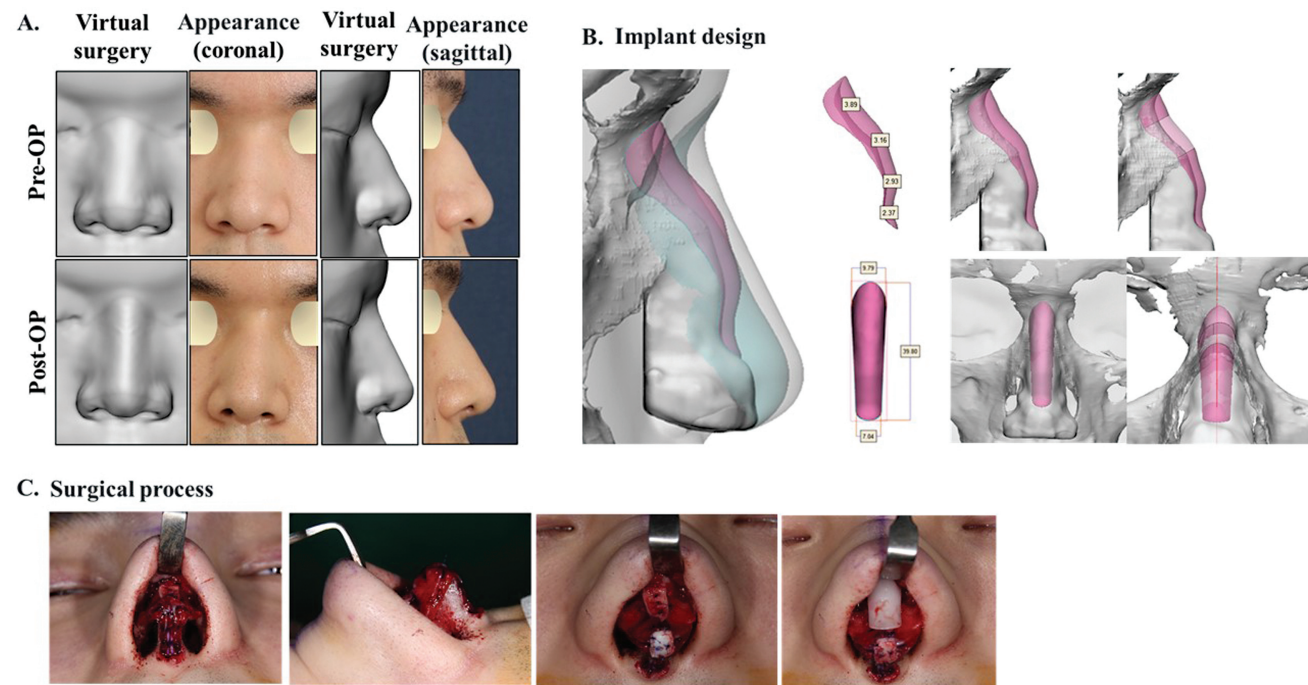 A.
Virtual
surgery
Appearance
(coronal)
Virtual
surgery
Appearance
(sagittal)
Pre-OP
Post-OP
B. Implant design
3.89
3.16
2.93
2.37
9.79
39.80
7.04
C. Surgical process